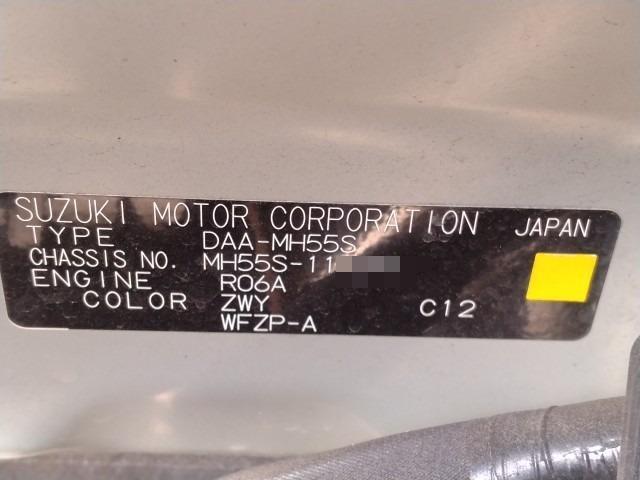 SUZUKI MOTOR CORPORATION JAPAN
TYPE DAA-MH55S
CHASSIS NO. MH55S-11
ENGINE R06A
COLOR ZWY C12
WFZP-A